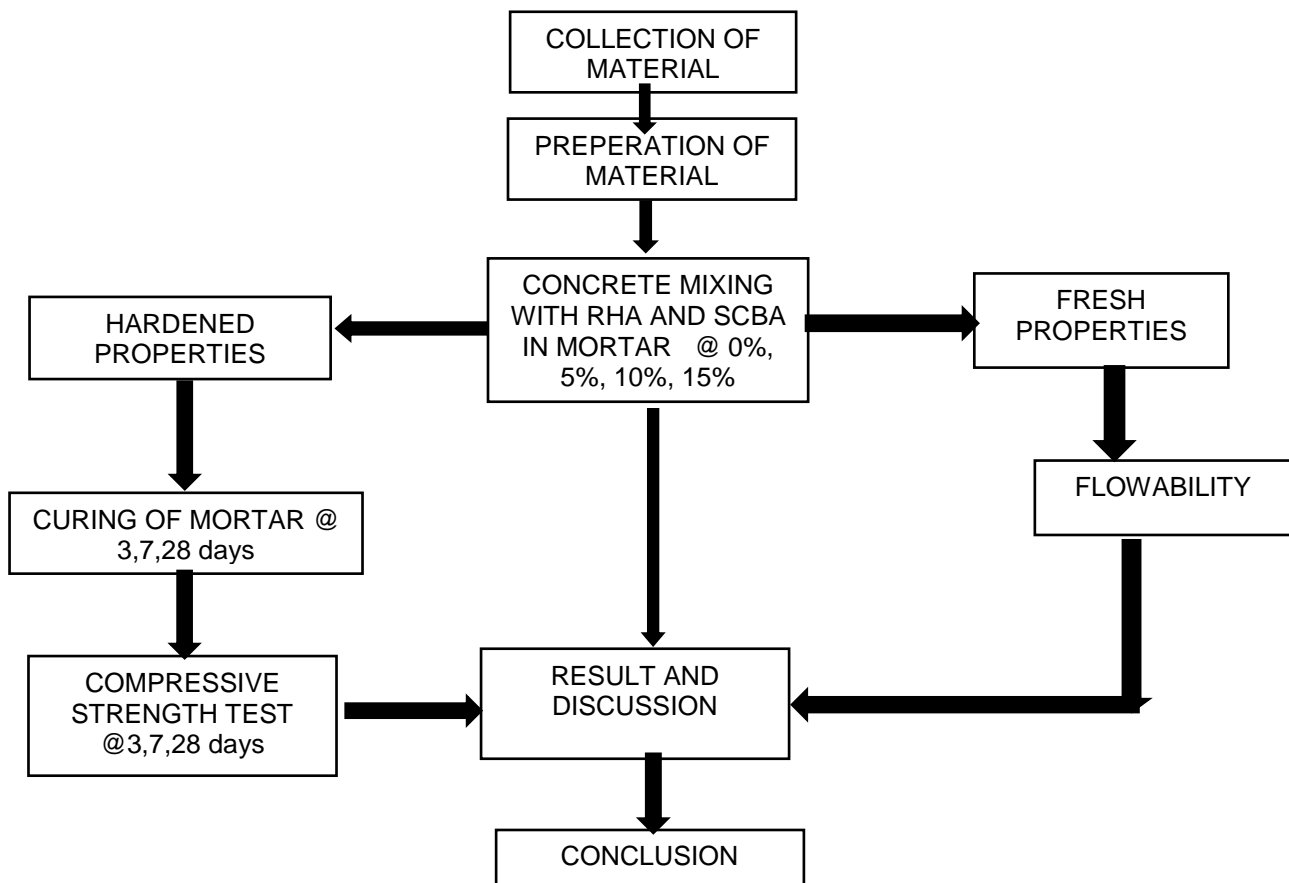 COLLECTION OF
MATERIAL
PREPERATION OF
MATERIAL
CONCRETE MIXING
WITH RHA AND SCBA
IN MORTAR @ 0%,
5%, 10%, 15%
HARDENED
PROPERTIES
FRESH
PROPERTIES
CURING OF MORTAR @
3,7,28 days
FLOWABILITY
COMPRESSIVE
STRENGTH TEST
@3,7,28 days
RESULT AND
DISCUSSION
CONCLUSION